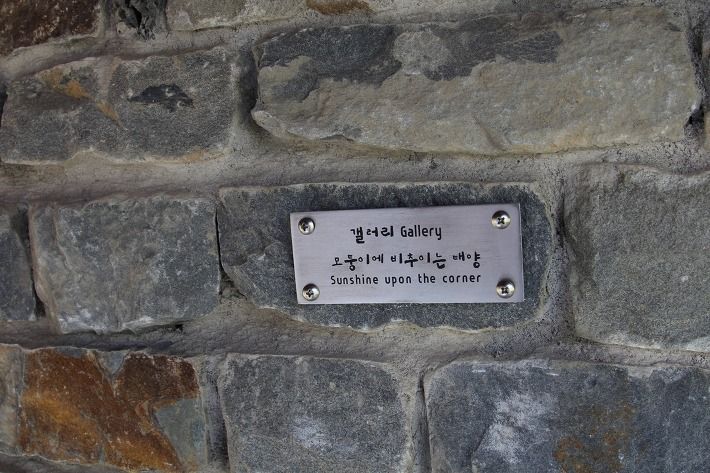 갤러리 Gallery
모퉁이에 비추이는 태양
Sunshine upon the corner